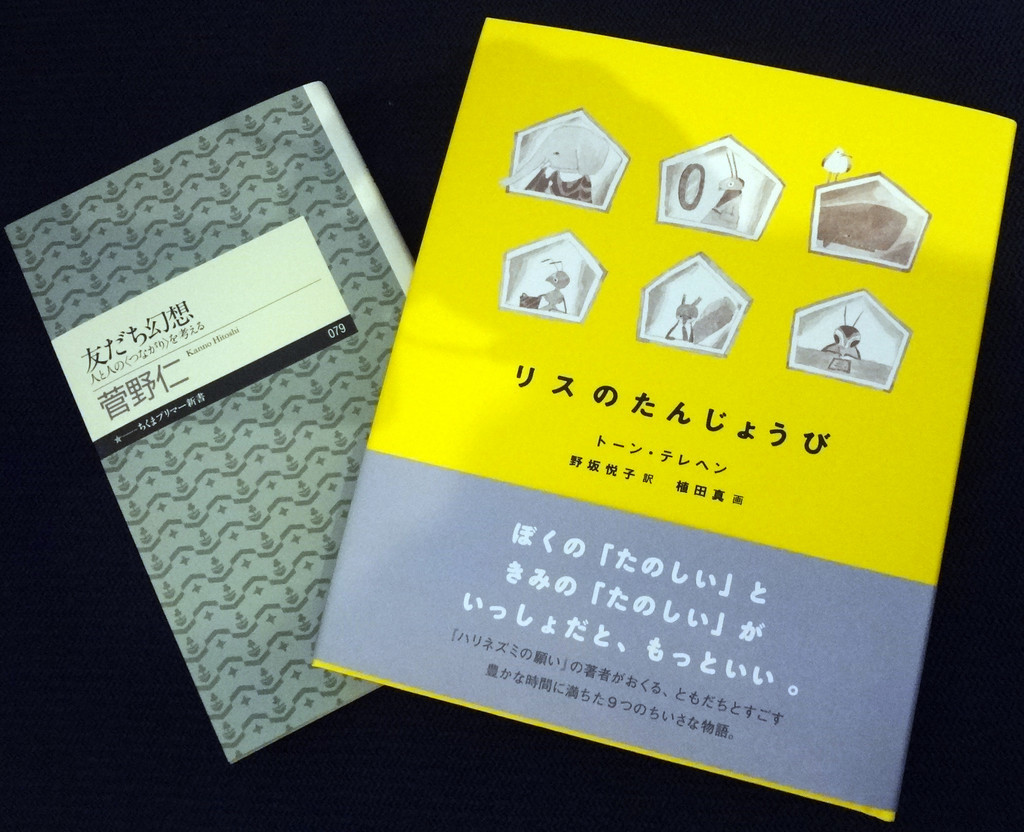 友だち幻想
人と人の〈つながり〉を考える
菅野仁
Kanno Hitoshi
★──ちくまプリマー新書
079
リスのたんじょうび
トーン・テレヘン
野坂悦子 訳 植田真 画
ぼくの「たのしい」と
きみの「たのしい」が
いっしょだと、もっといい。
『ハリネズミの願い』の著者がおくる、ともだちとすごす
豊かな時間に満ちた9つのちいさな物語。